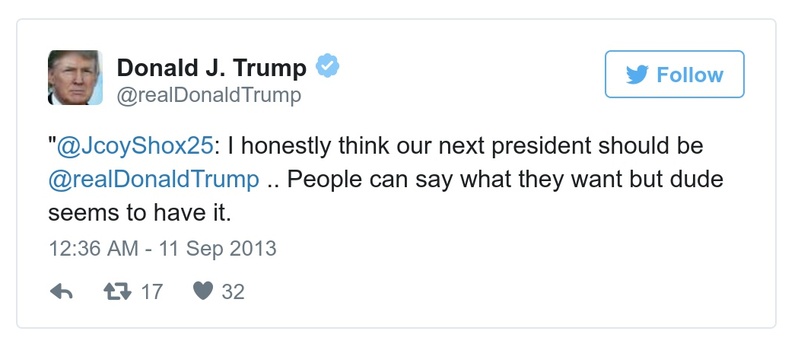 Donald J. Trump
@realDonaldTrump
Follow
"@JcoyShox25: I honestly think our next president should be
@realDonaldTrump .. People can say what they want but dude
seems to have it.
12:36 AM - 11 Sep 2013
17 32